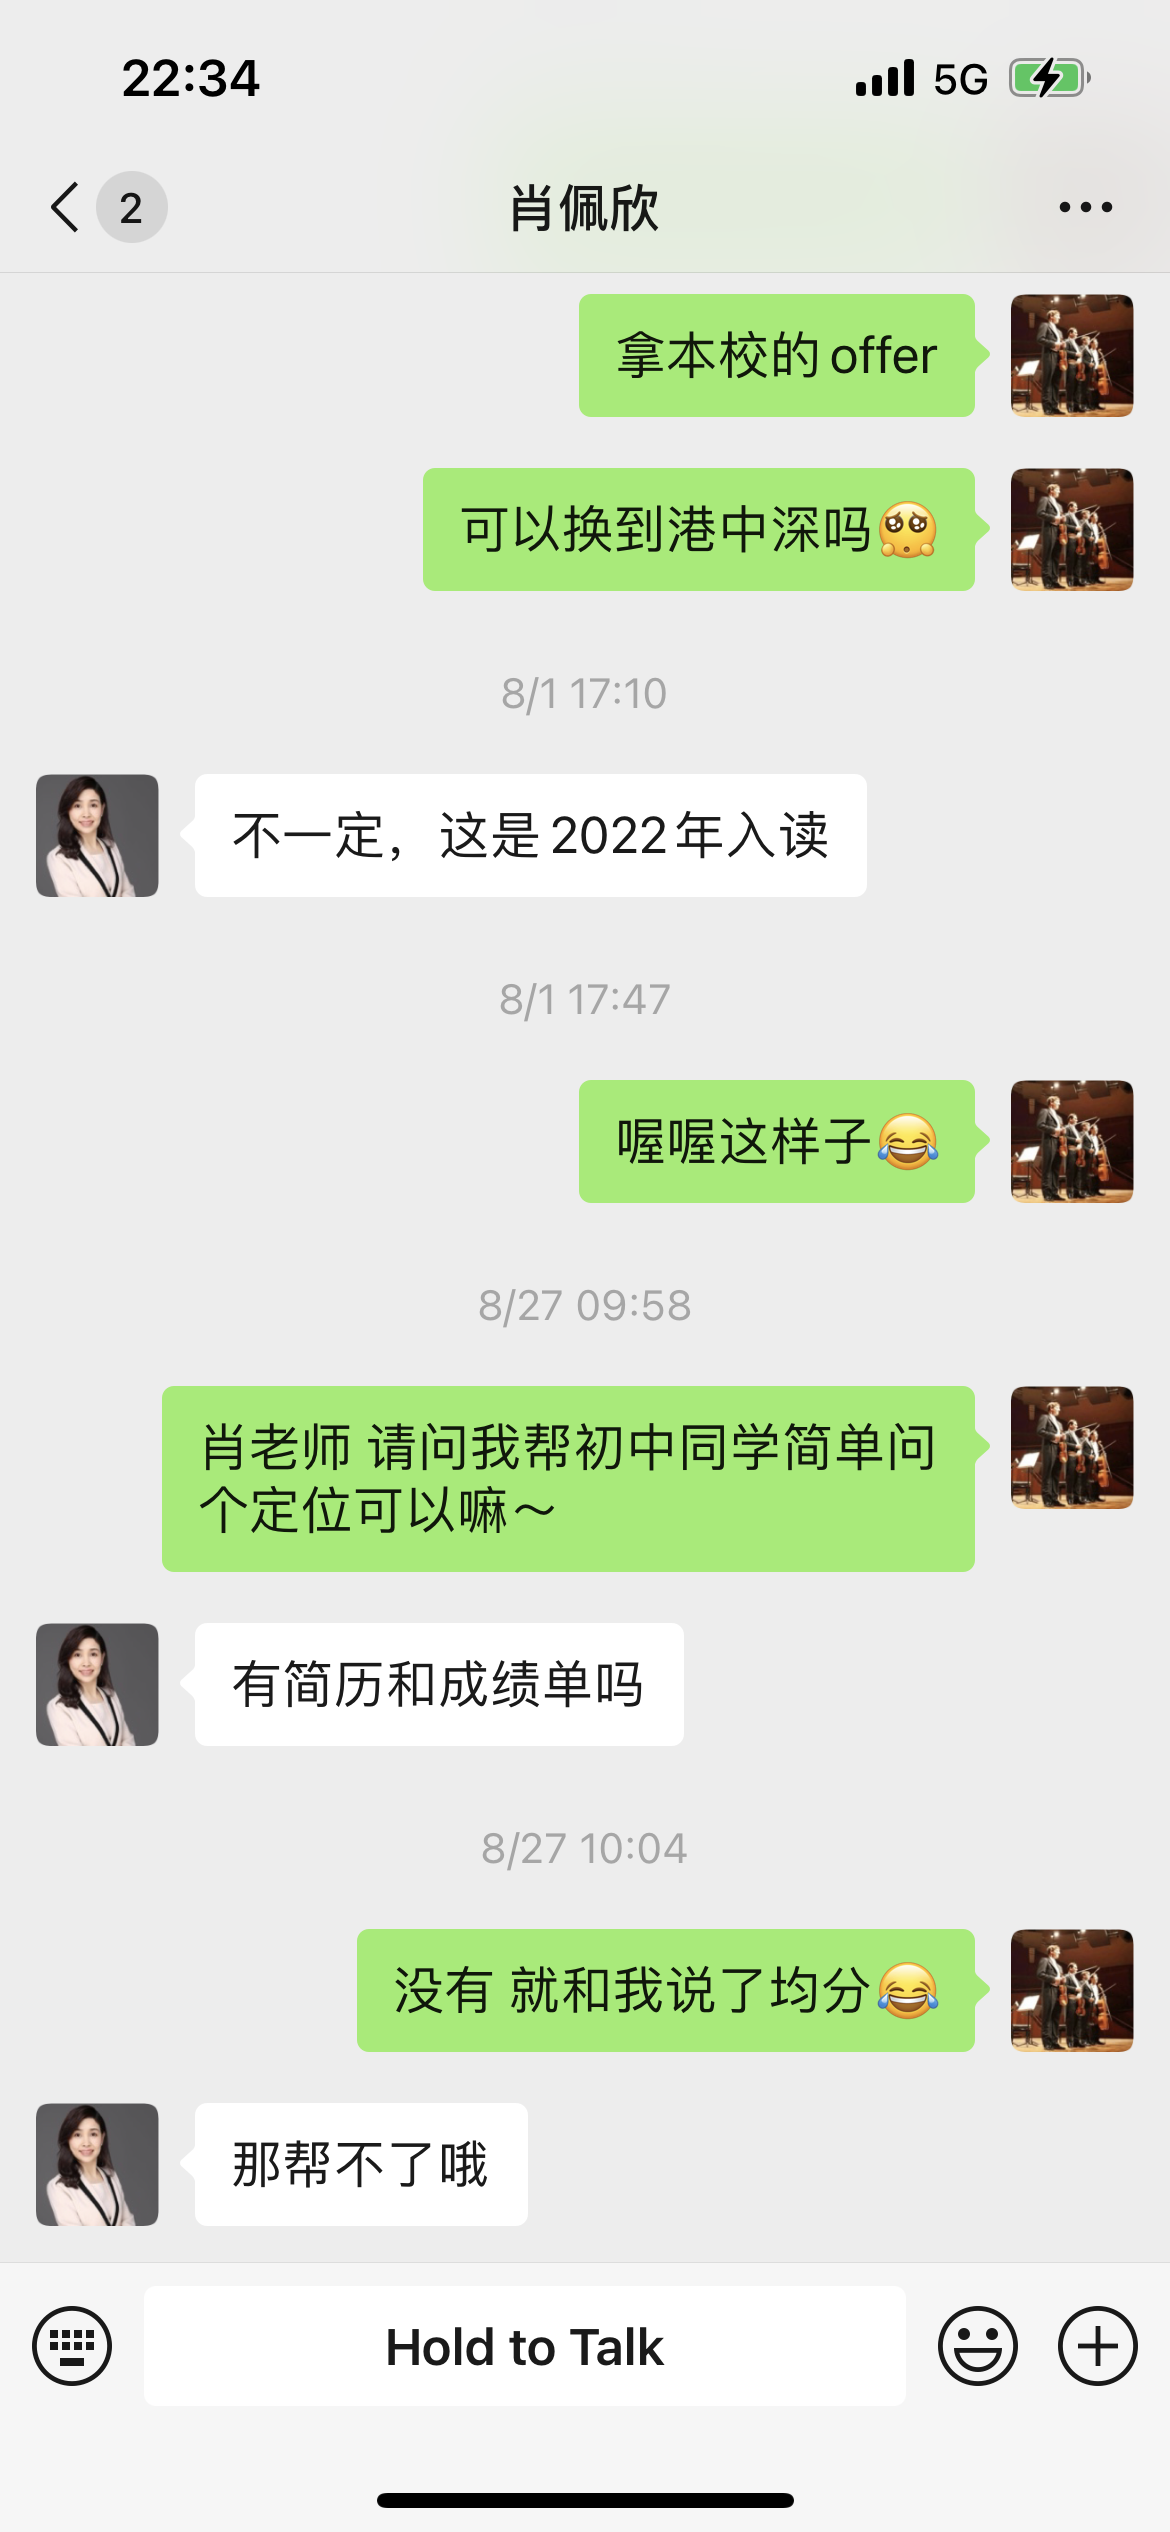 22:34
5G
2
肖佩欣
拿本校的offer
可以换到港中深吗🥺
8/1 17:10
不一定，这是2022年入读
8/1 17:47
喔喔这样子😂
8/27 09:58
肖老师 请问我帮初中同学简单问
个定位可以嘛～
有简历和成绩单吗
8/27 10:04
没有 就和我说了均分😂
那帮不了哦
Hold to Talk